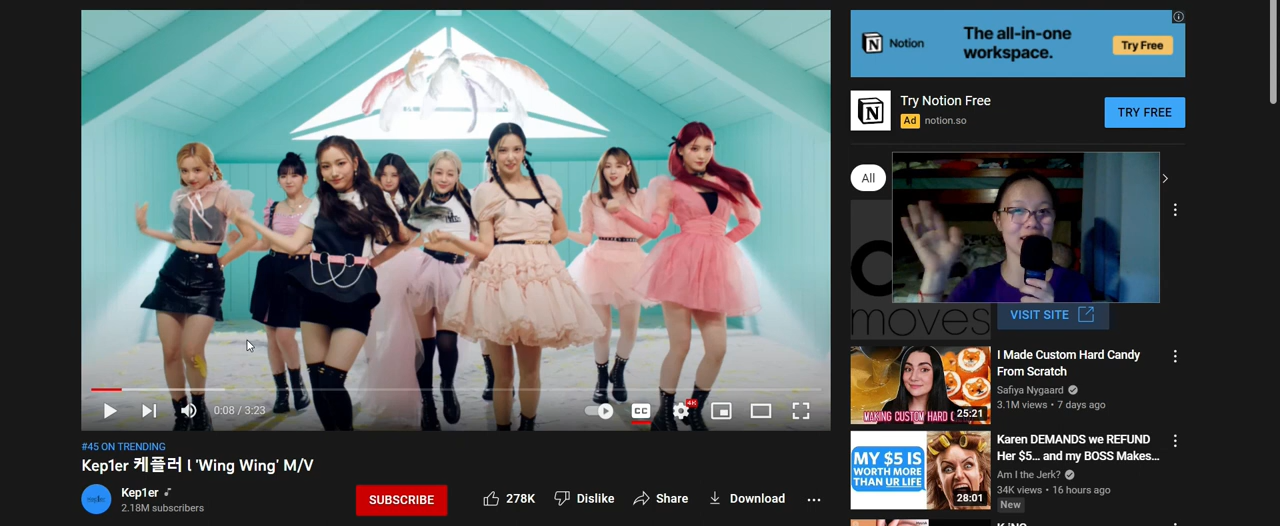 Notion
The all-in-one
workspace.
Try Free
Try Notion Free
Ad notion.so
TRY FREE
All
moves
VISIT SITE
0:08 / 3:23
CC
4K
#45 ON TRENDING
Kep1er 케플러 l 'Wing Wing' M/V
Kep1er
2.18M subscribers
SUBSCRIBE
278K
Dislike
Share
Download
MAKING CUSTOM HARD
25:21
I Made Custom Hard Candy
From Scratch
Safiya Nygaard
3.1M views • 7 days ago
MY $5 IS
WORTH MORE
THAN UR LIFE
28:01
Karen DEMANDS we REFUND
Her $5... and my BOSS Makes...
Am I the Jerk?
34K views • 16 hours ago
New